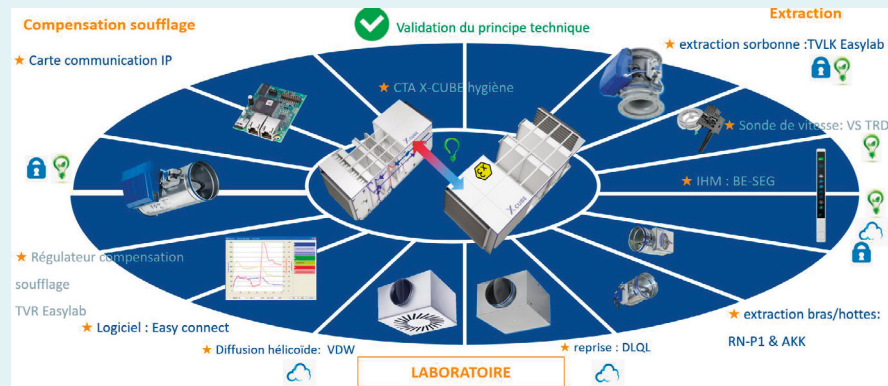 Compensation soufflage
Validation du principe technique
Extraction
★ Carte communication IP
★ extraction sorbonne :TVLK Easylab
★ CTA X-CUBE hygiène
★ Sonde de vitesse: VS TRD
★ IHM : BE-SEG
X-CUBE
X-CUBE
★ Régulateur compensation
soufflage
TVR Easylab
★ Logiciel : Easy connect
★ extraction bras/hottes:
RN-P1 & AKK
★ Diffusion hélicoïde: VDW
★ reprise : DLQL
LABORATOIRE